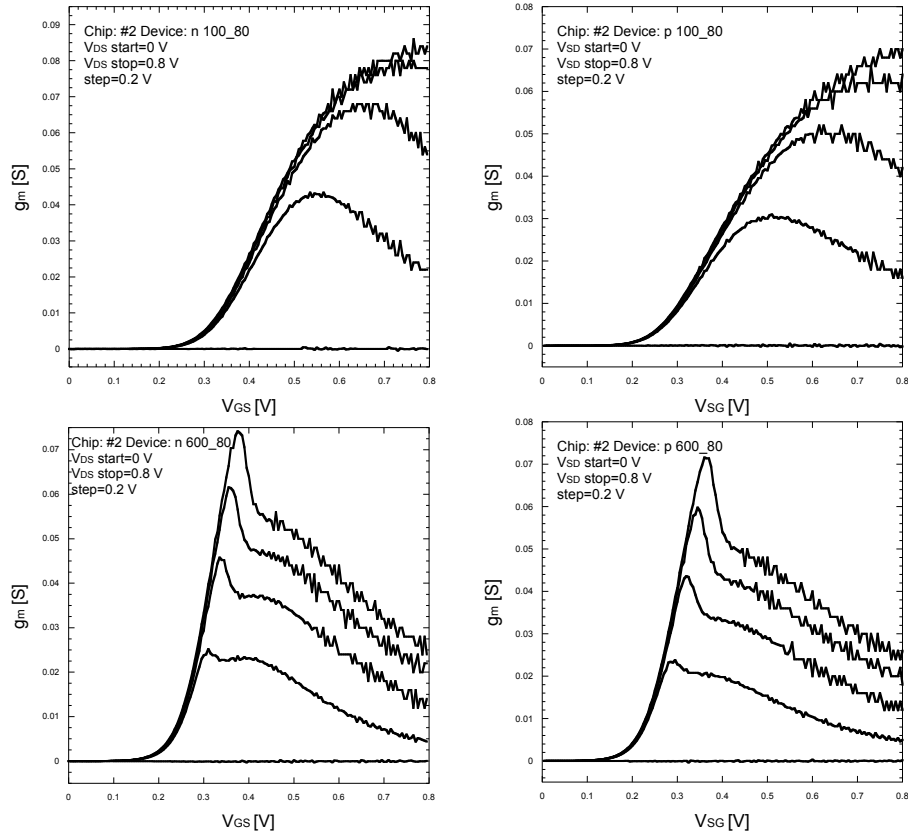 Chip: #2 Device: n 100_80
VDS start=0 V
VDS stop=0.8 V
step=0.2 V
gm [S]
0.09
0.08
0.07
0.06
0.05
0.04
0.03
0.02
0.01
0
0 0.1 0.2 0.3 0.4 0.5 0.6 0.7 0.8
VGS [V]
Chip: #2 Device: p 100_80
VSD start=0 V
VSD stop=0.8 V
step=0.2 V
gm [S]
0.08
0.07
0.06
0.05
0.04
0.03
0.02
0.01
0
0 0.1 0.2 0.3 0.4 0.5 0.6 0.7 0.8
VSG [V]
Chip: #2 Device: n 600_80
VDS start=0 V
VDS stop=0.8 V
step=0.2 V
gm [S]
0.07
0.06
0.05
0.04
0.03
0.02
0.01
0
0 0.1 0.2 0.3 0.4 0.5 0.6 0.7 0.8
VGS [V]
Chip: #2 Device: p 600_80
VSD start=0 V
VSD stop=0.8 V
step=0.2 V
gm [S]
0.08
0.07
0.06
0.05
0.04
0.03
0.02
0.01
0
0 0.1 0.2 0.3 0.4 0.5 0.6 0.7 0.8
VSG [V]